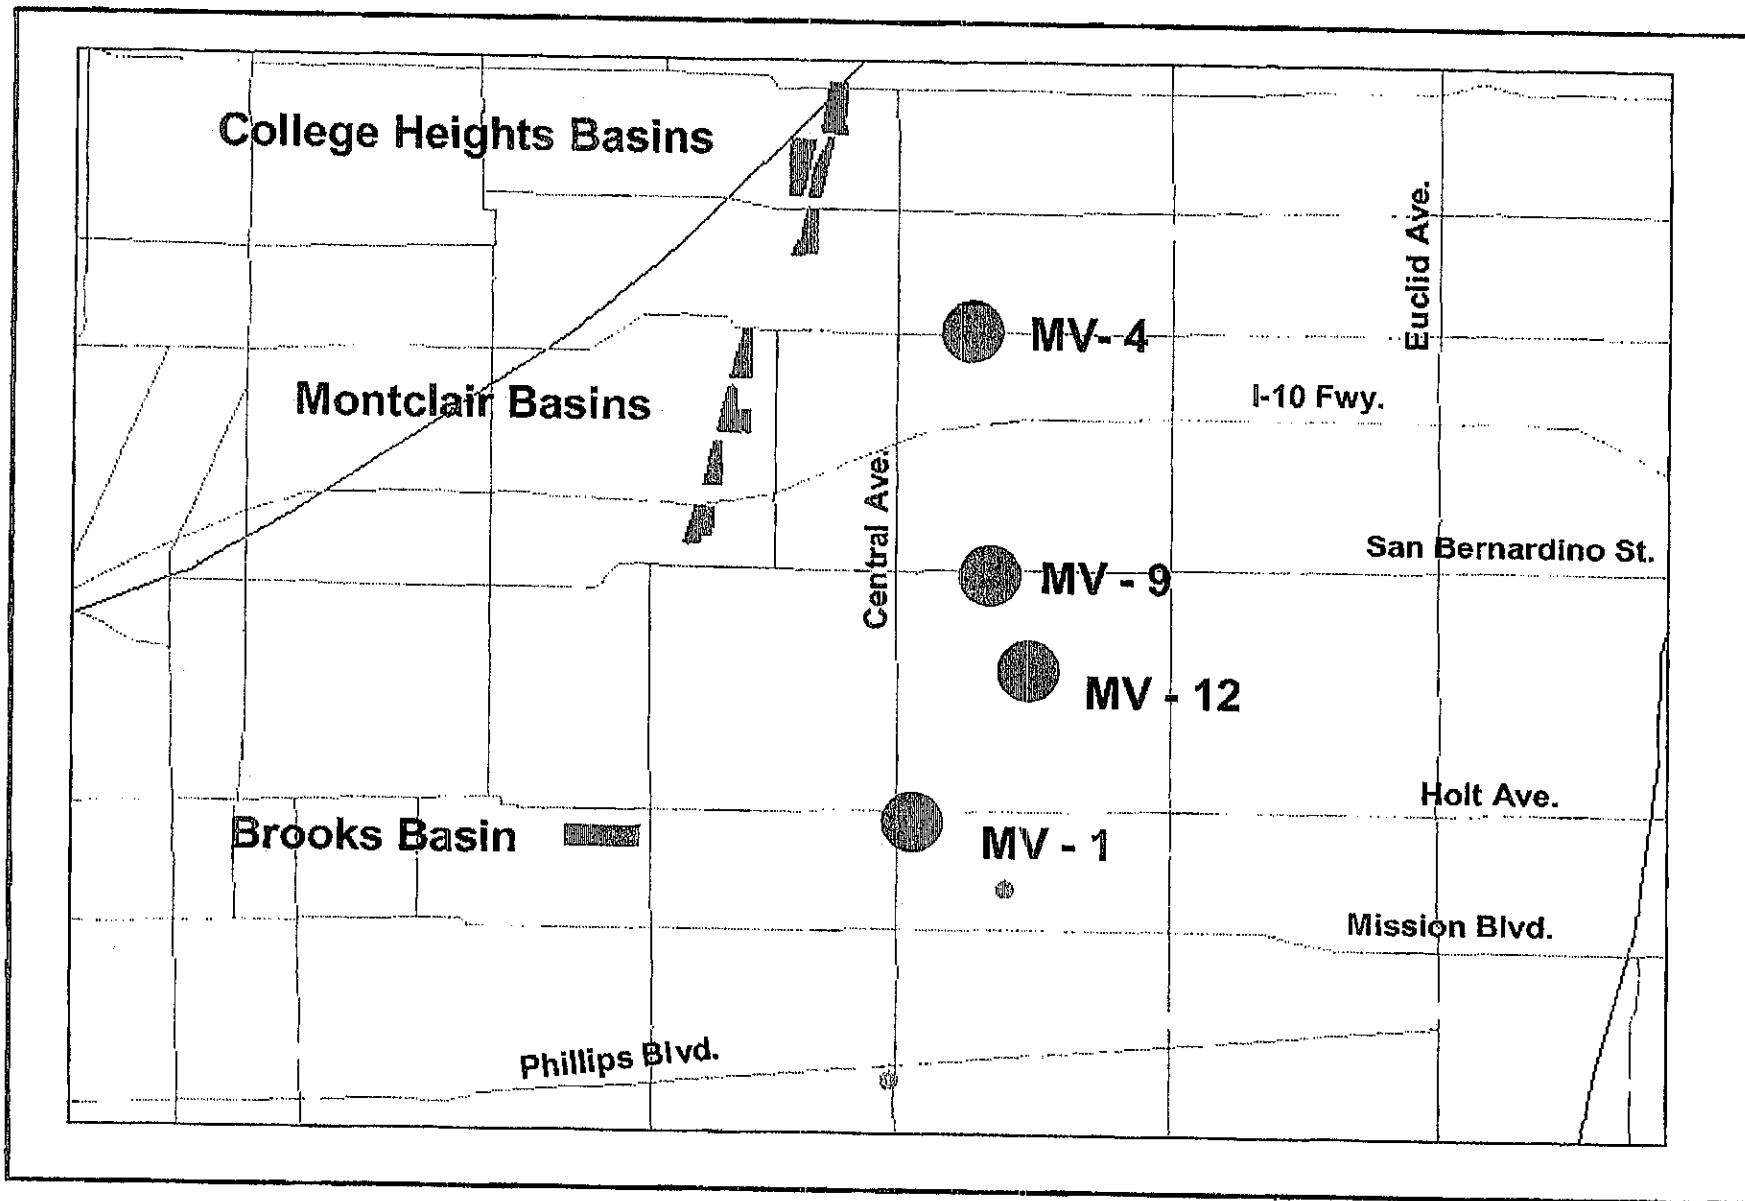 College Heights Basins
Euclid Ave.
MV- 4
Montclair Basins
I-10 Fwy.
Central Ave.
San Bernardino St.
MV - 9
MV - 12
Holt Ave.
Brooks Basin
MV - 1
Mission Blvd.
Phillips Blvd.